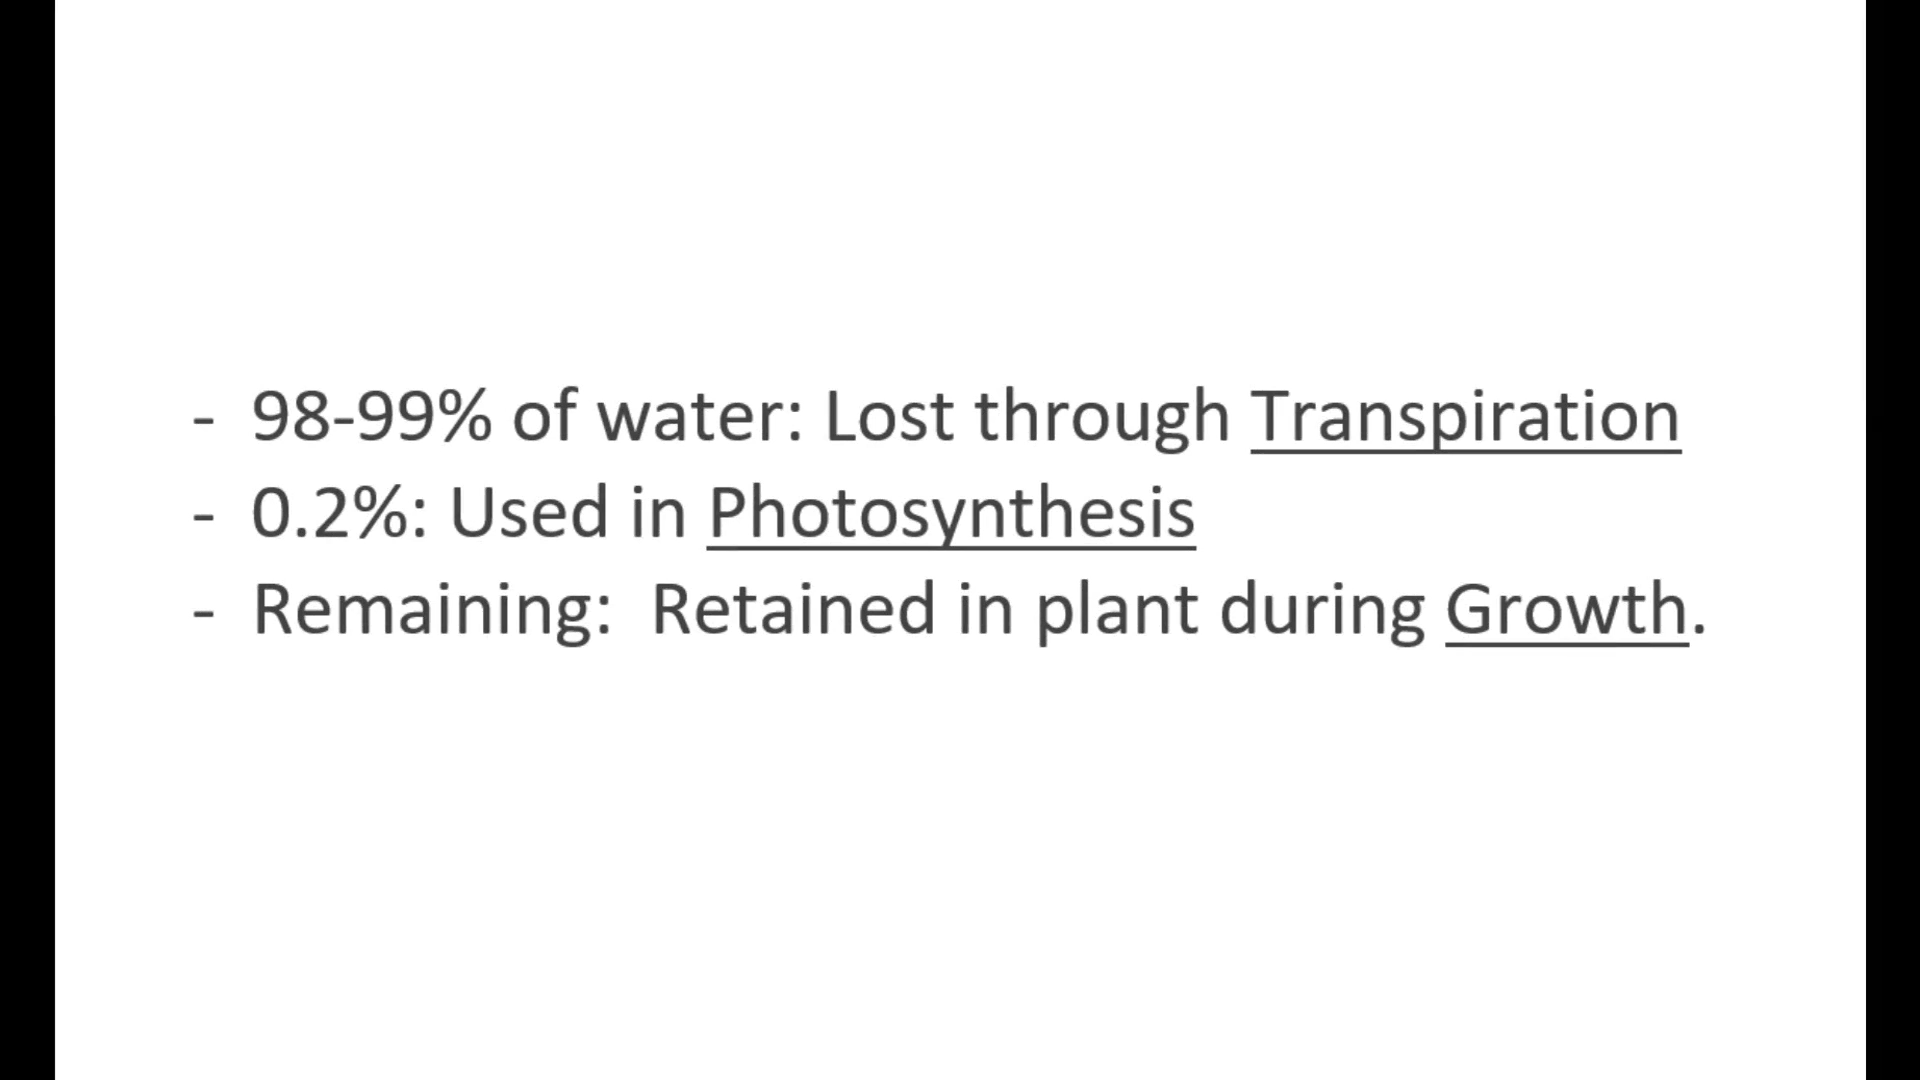 - 98-99% of water: Lost through Transpiration
- 0.2%: Used in Photosynthesis
- Remaining:  Retained in plant during Growth.